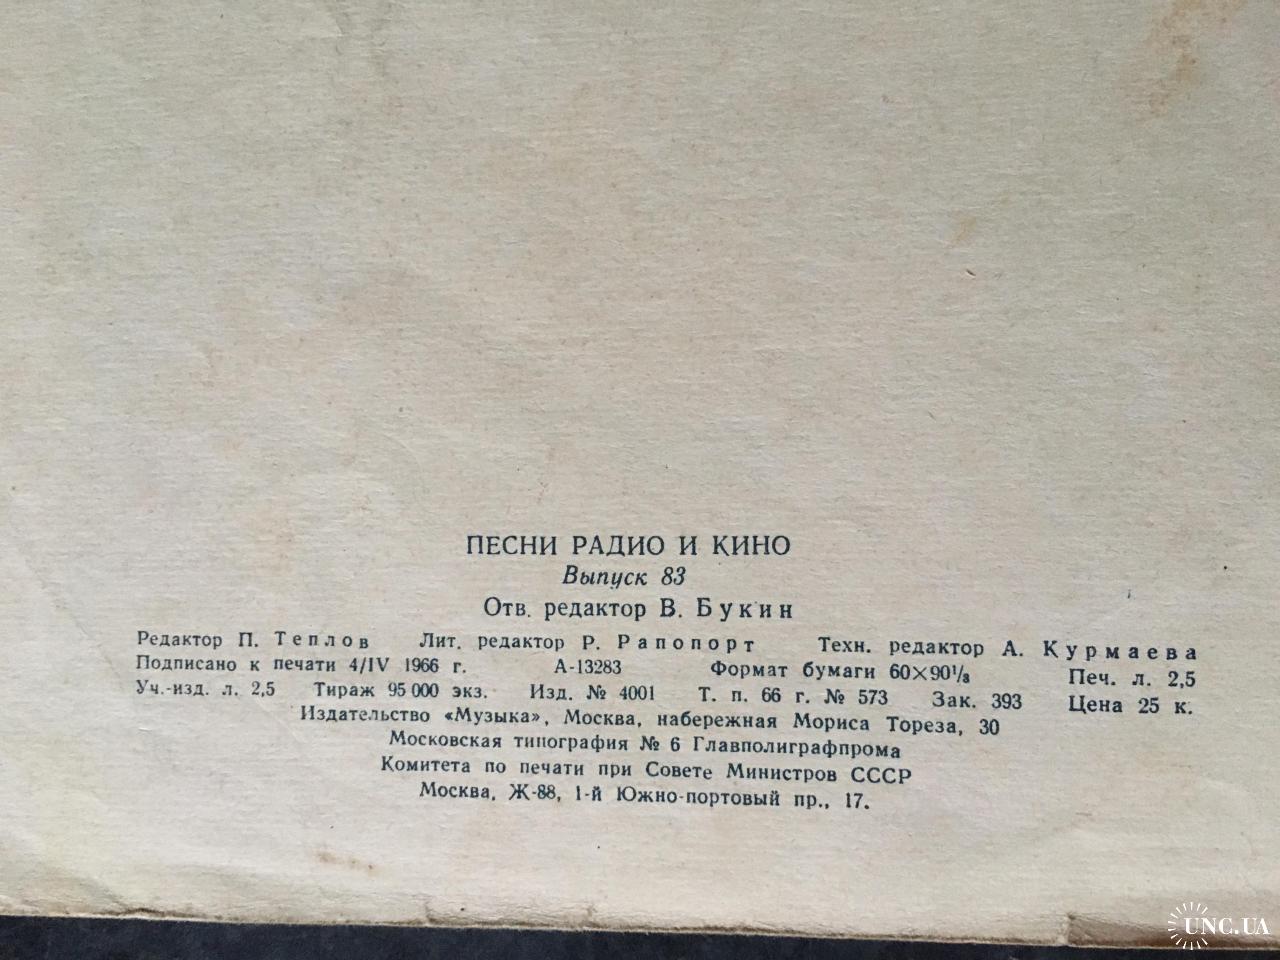 ПЕСНИ РАДИО И КИНО
Выпуск 83
Отв. редактор В. Букин
Редактор П. Теплов Лит. редактор Р. Рапопорт Техн. редактор А. Курмаева
Подписано к печати 4/IV 1966 г. А-13283 Формат бумаги 60×90⅛ Печ. л. 2,5
Уч.-изд. л. 2,5 Тираж 95 000 экз. Изд. № 4001 Т. п. 66 г. № 573 Зак. 393 Цена 25 к.
Издательство «Музыка», Москва, набережная Мориса Тореза, 30
Московская типография № 6 Главполиграфпрома
Комитета по печати при Совете Министров СССР
Москва, Ж-88, 1-й Южно-портовый пр., 17.
UNC.UA